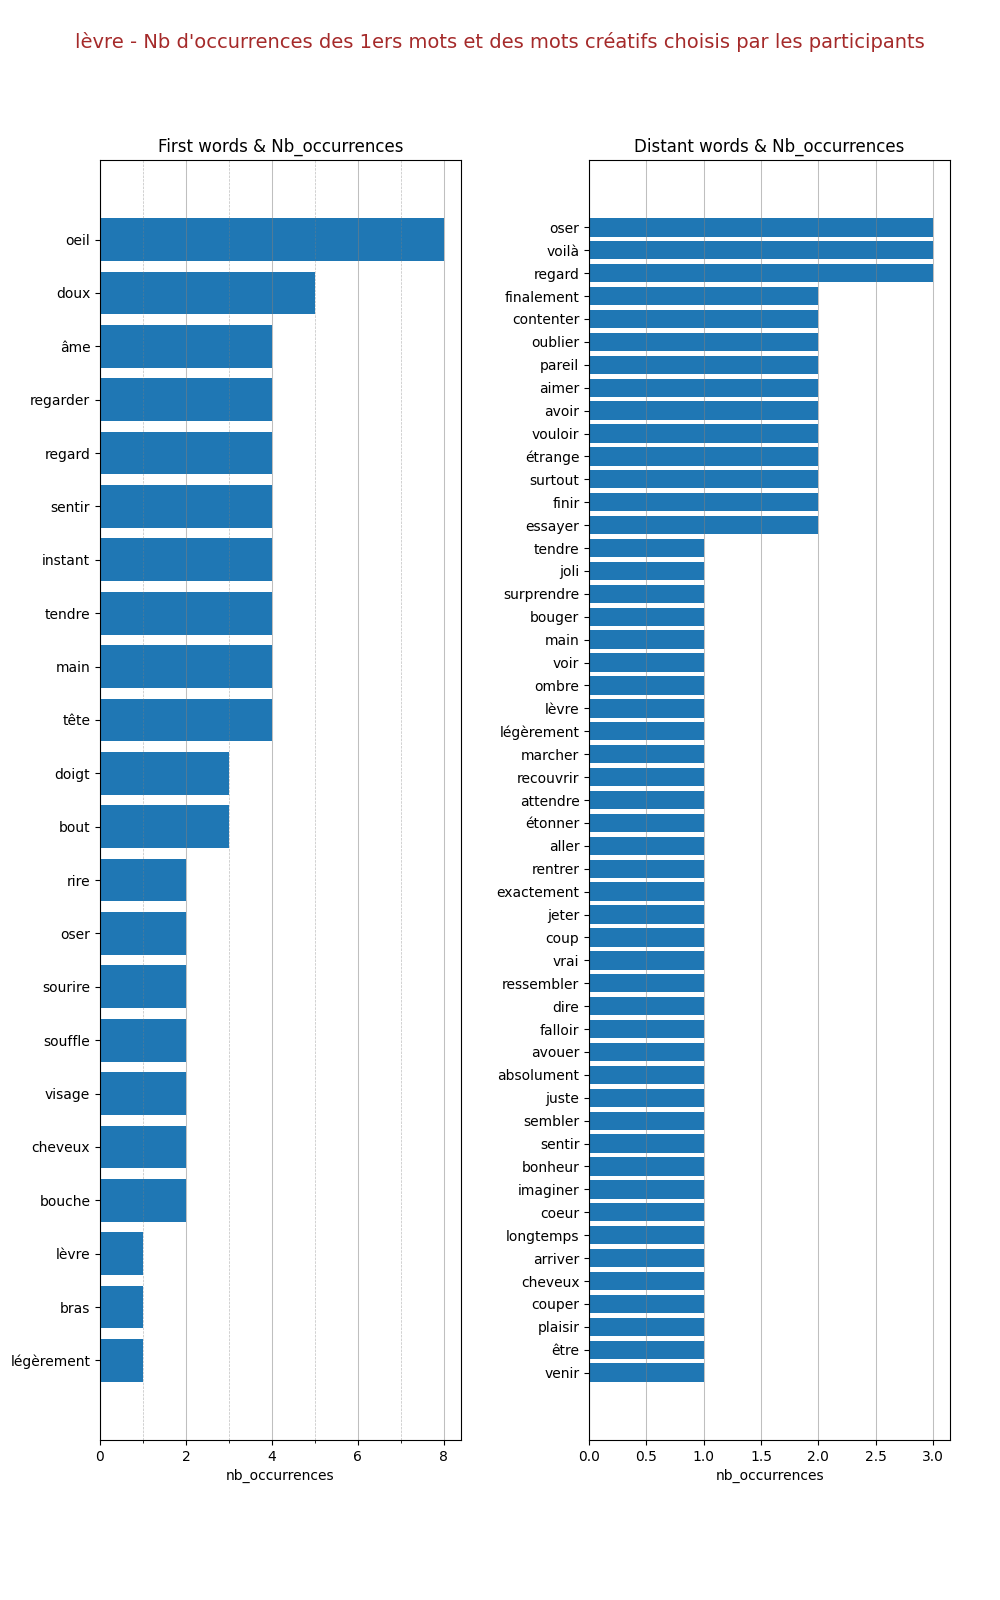 lèvre - Nb d'occurrences des 1ers mots et des mots créatifs choisis par les participants
First words & Nb_occurrences
oeil
doux
âme
regarder
regard
sentir
instant
tendre
main
tête
doigt
bout
rire
oser
sourire
souffle
visage
cheveux
bouche
lèvre
bras
légèrement
0 2 4 6 8
nb_occurrences
Distant words & Nb_occurrences
oser
voilà
regard
finalement
contenter
oublier
pareil
aimer
avoir
vouloir
étrange
surtout
finir
essayer
tendre
joli
surprendre
bouger
main
voir
ombre
lèvre
légèrement
marcher
recouvrir
attendre
étonner
aller
rentrer
exactement
jeter
coup
vrai
ressembler
dire
falloir
avouer
absolument
juste
sembler
sentir
bonheur
imaginer
coeur
longtemps
arriver
cheveux
couper
plaisir
être
venir
0.0 0.5 1.0 1.5 2.0 2.5 3.0
nb_occurrences